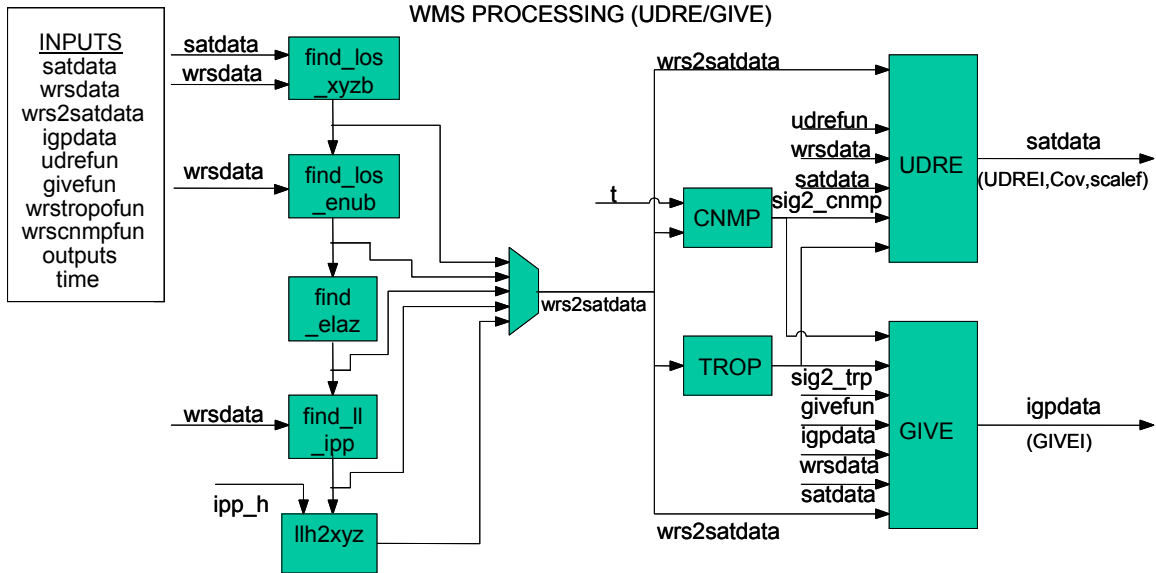 WMS PROCESSING (UDRE/GIVE)
INPUTS
satdata
wrsdata
wrs2satdata
igpdata
udrefun
givefun
wrstropofun
wrscnmpfun
outputs
time
satdata
wrsdata
find_los
_xyzb
wrsdata
find_los
_enub
find
_elaz
wrsdata
find_ll
_ipp
ipp_h
llh2xyz
wrs2satdata
t
CNMP
TROP
wrs2satdata
udrefun
wrsdata
satdata
sig2_cnmp
UDRE
satdata
(UDREI,Cov,scalef)
sig2_trp
givefun
igpdata
wrsdata
satdata
wrs2satdata
GIVE
igpdata
(GIVEI)